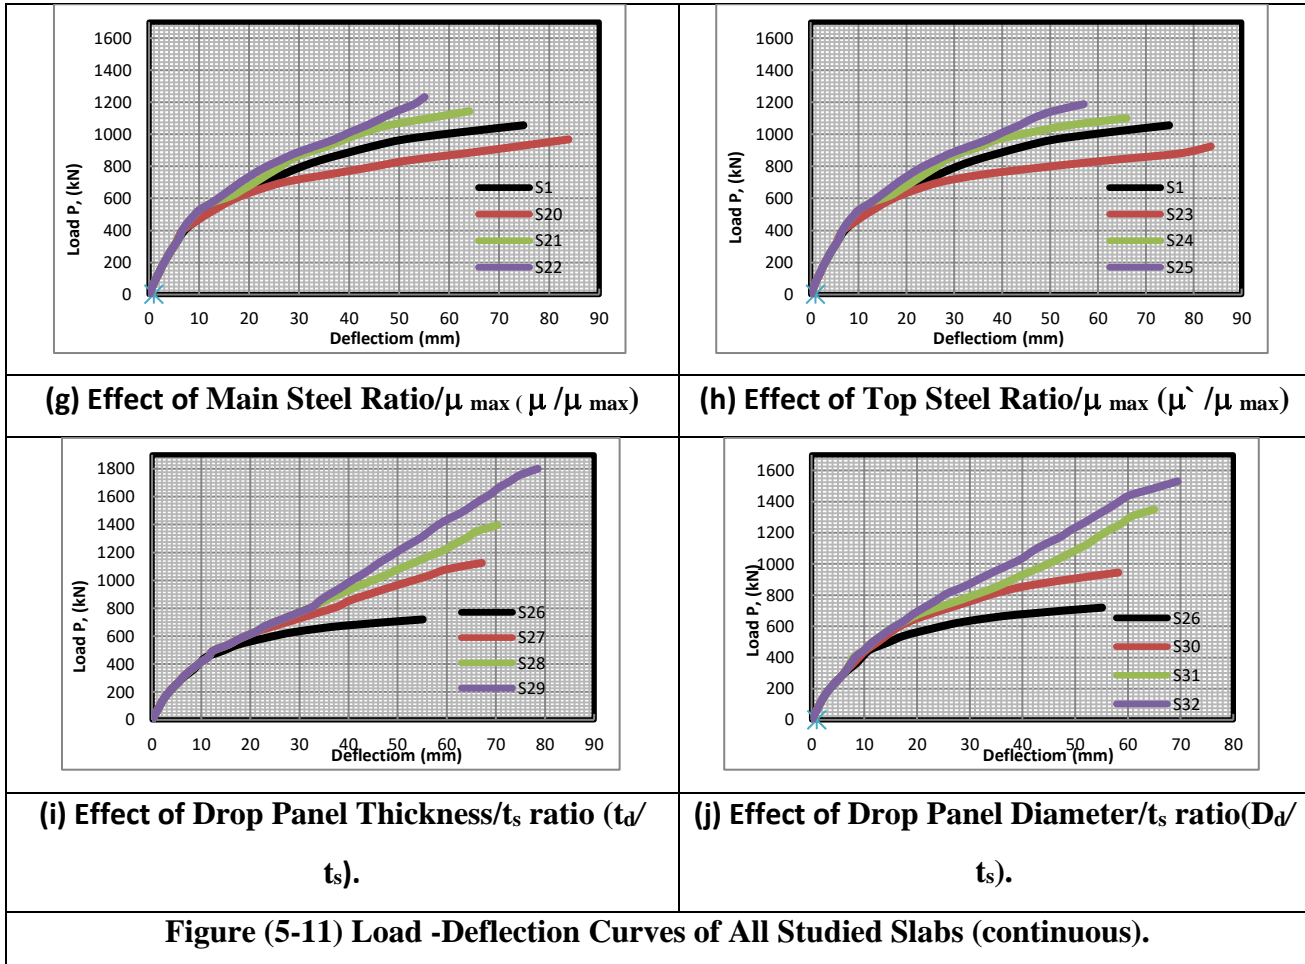 1600
1400
1200
1000
800
600
400
200
0
Load P, (kN)
S1
S20
S21
S22
0 10 20 30 40 50 60 70 80 90
Deflectiom (mm)
1600
1400
1200
1000
800
600
400
200
0
Load P, (kN)
S1
S23
S24
S25
0 10 20 30 40 50 60 70 80 90
Deflectiom (mm)
(g) Effect of Main Steel Ratio/μ max ( μ /μ max)
(h) Effect of Top Steel Ratio/μ max (μ` /μ max)
1800
1600
1400
1200
1000
800
600
400
200
0
Load P, (kN)
S26
S27
S28
S29
0 10 20 30 40 50 60 70 80 90
Deflectiom (mm)
1600
1400
1200
1000
800
600
400
200
0
Load P, (kN)
S26
S30
S31
S32
0 10 20 30 40 50 60 70 80
Deflectiom (mm)
(i) Effect of Drop Panel Thickness/ts ratio (td/
ts).
(j) Effect of Drop Panel Diameter/ts ratio(Dd/
ts).
Figure (5-11) Load -Deflection Curves of All Studied Slabs (continuous).